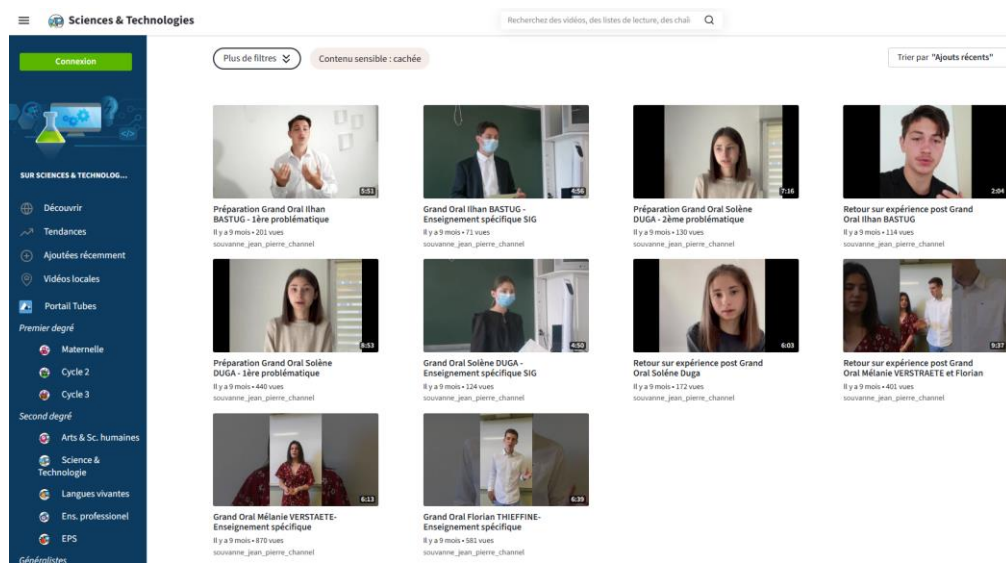 Sciences & Technologies
Recherchez des vidéos, des listes de lecture, des chaî
Connexion
Plus de filtres
Contenu sensible : cachée
Trier par "Ajouts récents"
SUR SCIENCES & TECHNOLOG...
Découvrir
Tendances
Ajoutées récemment
Vidéos locales
Portail Tubes
Premier degré
Maternelle
Cycle 2
Cycle 3
Second degré
Arts & Sc. humaines
Science &
Technologie
Langues vivantes
Ens. professionel
EPS
Généralistes
5:51
Préparation Grand Oral Ilhan
BASTUG - 1ère problématique
Il y a 9 mois • 201 vues
souvanne_jean_pierre_channel
4:56
Grand Oral Ilhan BASTUG -
Enseignement spécifique SIG
Il y a 9 mois • 71 vues
souvanne_jean_pierre_channel
7:16
Préparation Grand Oral Solène
DUGA - 2ème problématique
Il y a 9 mois • 130 vues
souvanne_jean_pierre_channel
2:04
Retour sur expérience post Grand
Oral Ilhan BASTUG
Il y a 9 mois • 114 vues
souvanne_jean_pierre_channel
8:53
Préparation Grand Oral Solène
DUGA - 1ère problématique
Il y a 9 mois • 440 vues
souvanne_jean_pierre_channel
4:50
Grand Oral Solène DUGA -
Enseignement spécifique SIG
Il y a 9 mois • 124 vues
souvanne_jean_pierre_channel
6:03
Retour sur expérience post Grand
Oral Soléne Duga
Il y a 9 mois • 172 vues
souvanne_jean_pierre_channel
9:37
Retour sur expérience post Grand
Oral Mélanie VERSTRAETE et Florian
Il y a 9 mois • 401 vues
souvanne_jean_pierre_channel
6:13
Grand Oral Mélanie VERSTAETE-
Enseignement spécifique
Il y a 9 mois • 870 vues
souvanne_jean_pierre_channel
6:39
Grand Oral Florian THIEFFINE-
Enseignement spécifique
Il y a 9 mois • 581 vues
souvanne_jean_pierre_channel